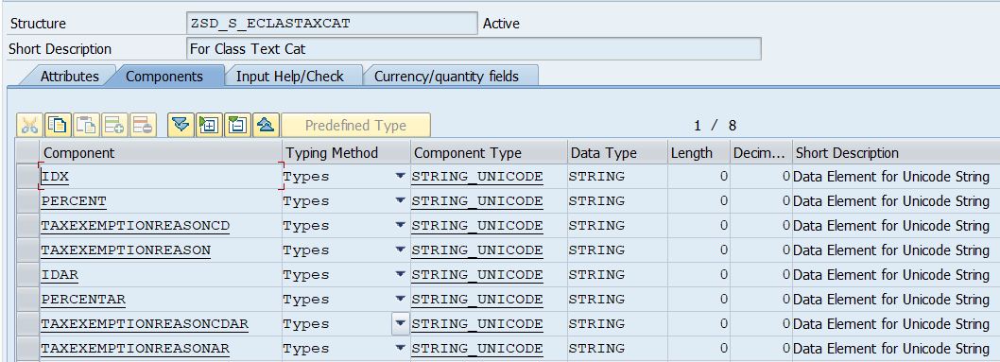 Structure ZSD_S_ECLASTAXCAT Active
Short Description For Class Text Cat
Attributes Components Input Help/Check Currency/quantity fields
Predefined Type 1 / 8
Component Typing Method Component Type Data Type Length Decim... Short Description
IDX Types STRING_UNICODE STRING 0 0 Data Element for Unicode String
PERCENT Types STRING_UNICODE STRING 0 0 Data Element for Unicode String
TAXEXEMPTIONREASONCD Types STRING_UNICODE STRING 0 0 Data Element for Unicode String
TAXEXEMPTIONREASON Types STRING_UNICODE STRING 0 0 Data Element for Unicode String
IDAR Types STRING_UNICODE STRING 0 0 Data Element for Unicode String
PERCENTAR Types STRING_UNICODE STRING 0 0 Data Element for Unicode String
TAXEXEMPTIONREASONCDAR Types STRING_UNICODE STRING 0 0 Data Element for Unicode String
TAXEXEMPTIONREASONAR Types STRING_UNICODE STRING 0 0 Data Element for Unicode String